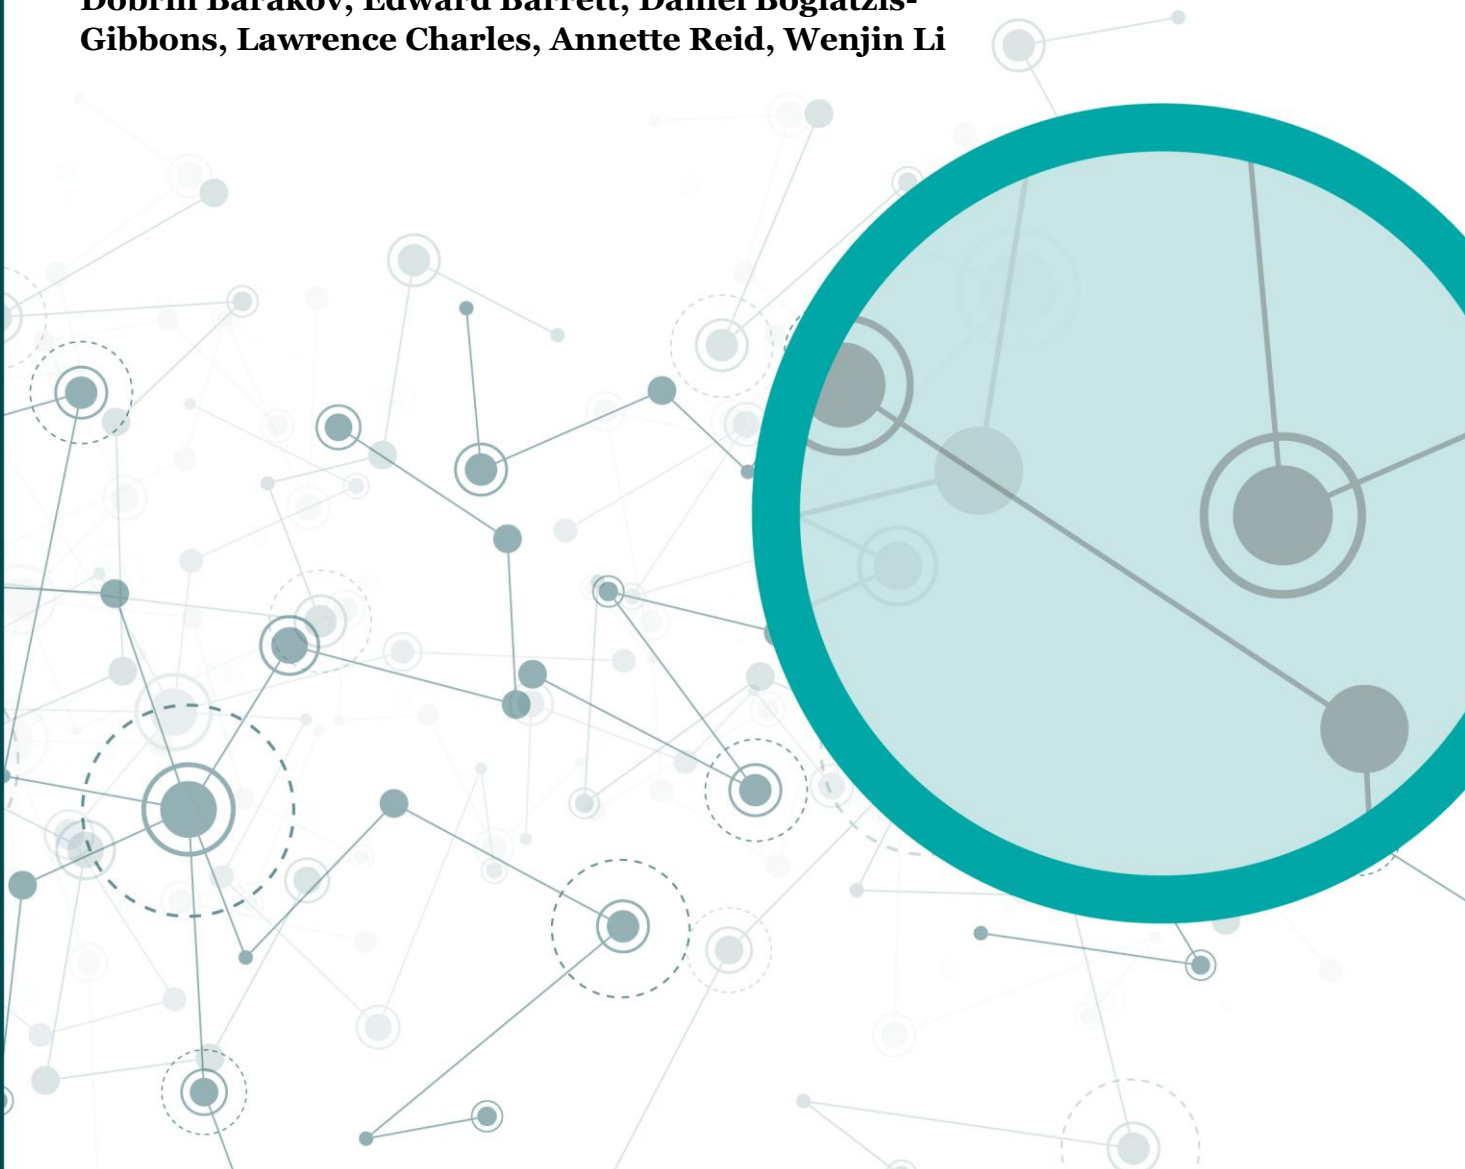 Dobrin Barakov, Edward Barrett, Daniel Bogiatzis-
Gibbons, Lawrence Charles, Annette Reid, Wenjin Li